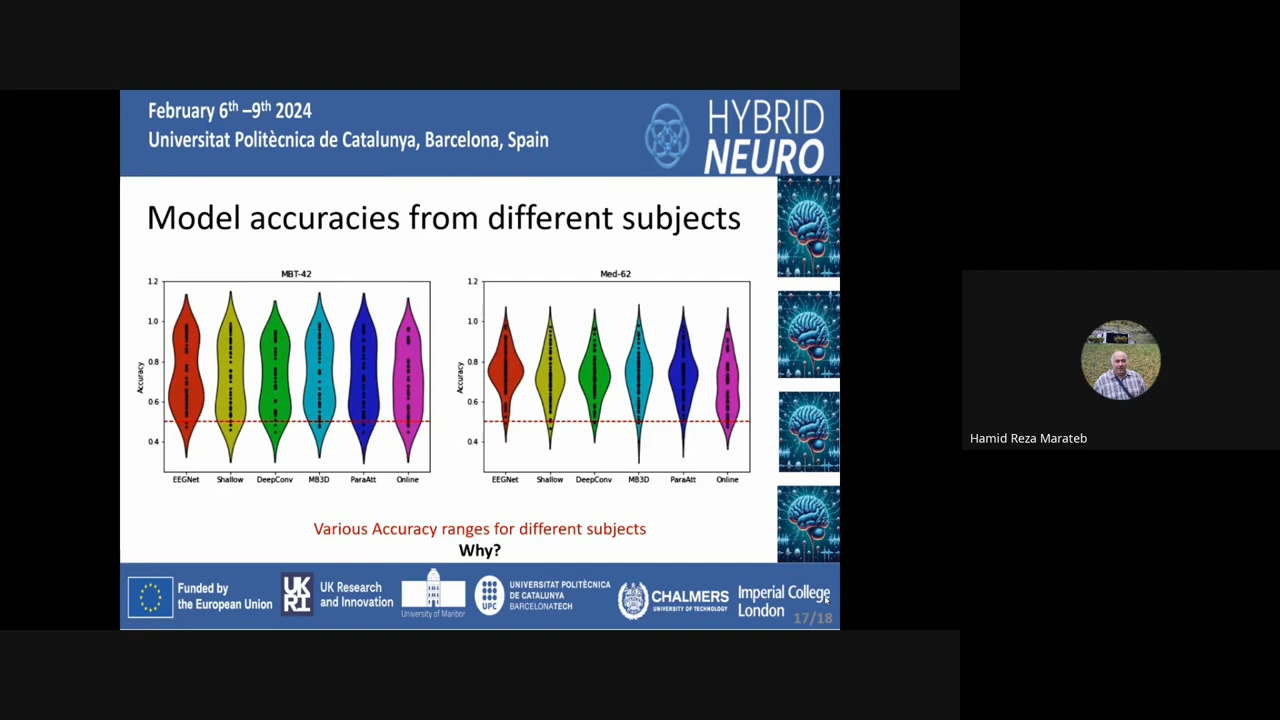 February 6th –9th 2024
Universitat Politècnica de Catalunya, Barcelona, Spain
HYBRID
NEURO
Model accuracies from different subjects
MBT-42
1.2
1.0
0.8
0.6
0.4
Accuracy
EEGNet Shallow DeepConv MB3D ParaAtt Online
Med-62
1.2
1.0
0.8
0.6
0.4
Accuracy
EEGNet Shallow DeepConv MB3D ParaAtt Online
Various Accuracy ranges for different subjects
Why?
Funded by
the European Union
UK
RI
UK Research
and Innovation
University of Maribor
UPC
UNIVERSITAT POLITÈCNICA
DE CATALUNYA
BARCELONATECH
CHALMERS
UNIVERSITY OF TECHNOLOGY
Imperial College
London
17/18
Hamid Reza Marateb